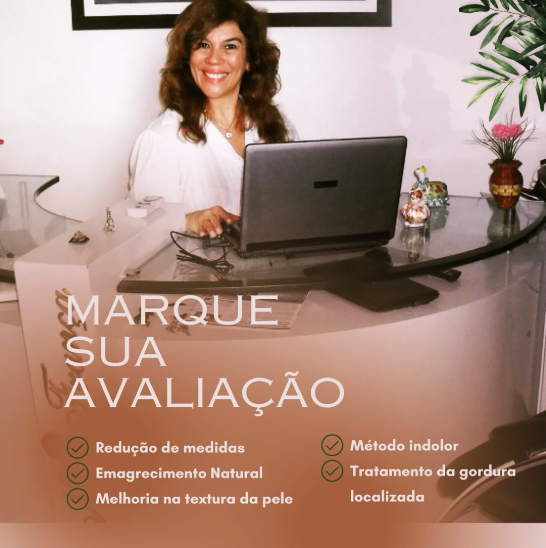 MARQUE
SUA
AVALIAÇÃO
Redução de medidas
Emagrecimento Natural
Melhoria na textura da pele
Método indolor
Tratamento da gordura
localizada